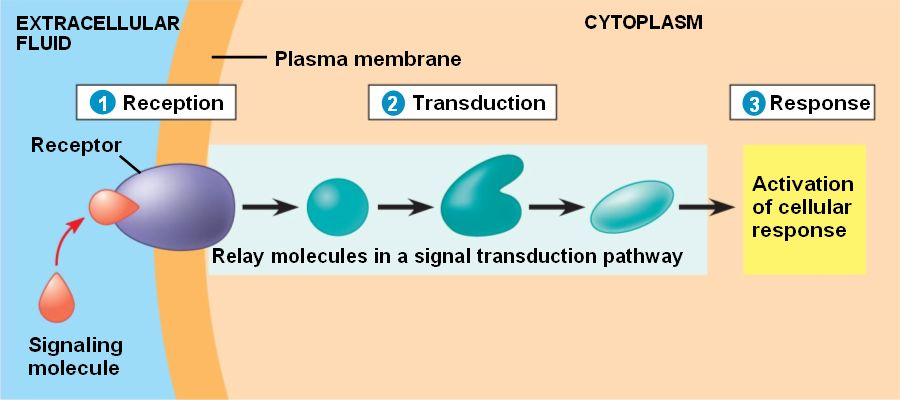 EXTRACELLULAR
FLUID
CYTOPLASM
Plasma membrane
1 Reception
2 Transduction
3 Response
Receptor
Activation
of cellular
response
Relay molecules in a signal transduction pathway
Signaling
molecule